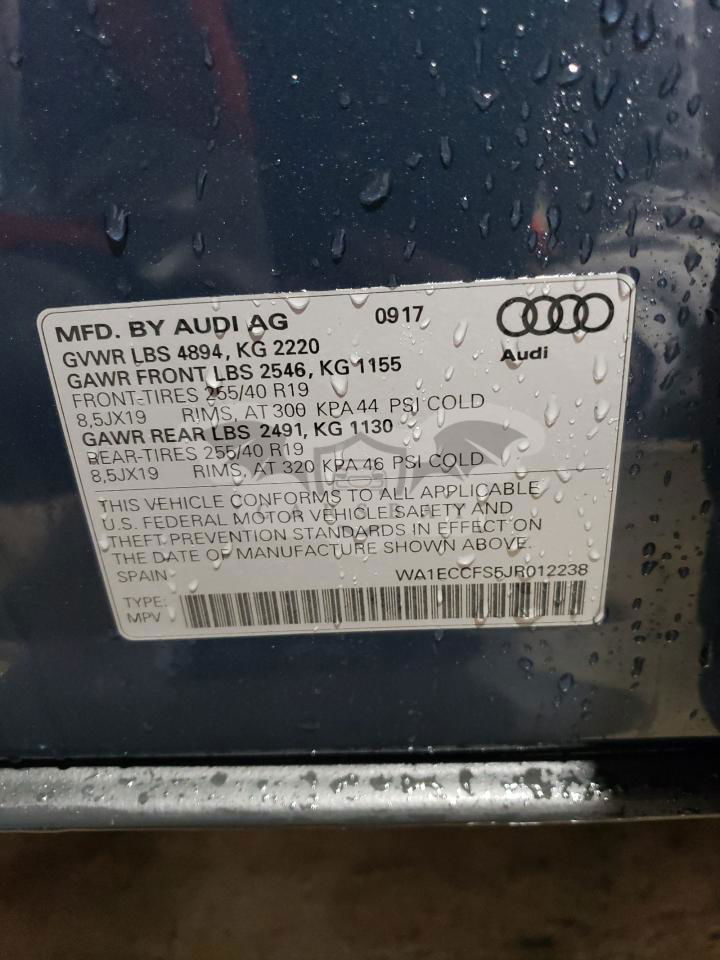 MFD. BY AUDI AG 0917
Audi
GVWR LBS 4894, KG 2220
GAWR FRONT LBS 2546, KG 1155
FRONT-TIRES 255/40 R19
8,5JX19 RIMS, AT 300 KPA 44 PSI COLD
GAWR REAR LBS 2491, KG 1130
REAR-TIRES 255/40 R19
8,5JX19 RIMS, AT 320 KPA 46 PSI COLD
THIS VEHICLE CONFORMS TO ALL APPLICABLE
U.S. FEDERAL MOTOR VEHICLE SAFETY AND
THEFT PREVENTION STANDARDS IN EFFECT ON
THE DATE OF MANUFACTURE SHOWN ABOVE.
SPAIN WA1ECCFS5JR012238
TYPE:
MPV